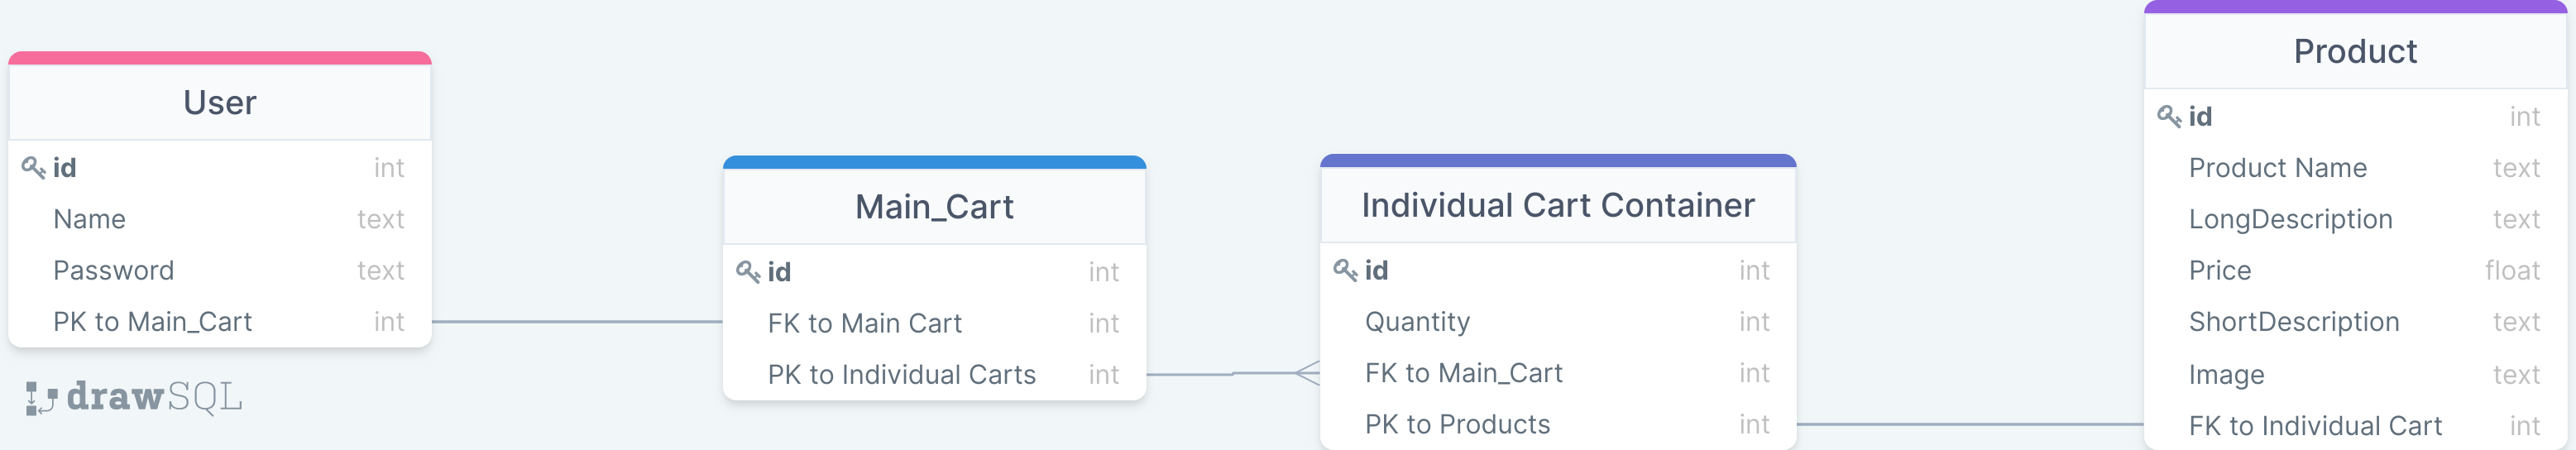 User
id int
Name text
Password text
PK to Main_Cart int
drawSQL
Main_Cart
id int
FK to Main Cart int
PK to Individual Carts int
Individual Cart Container
id int
Quantity int
FK to Main_Cart int
PK to Products int
Product
id int
Product Name text
LongDescription text
Price float
ShortDescription text
Image text
FK to Individual Cart int